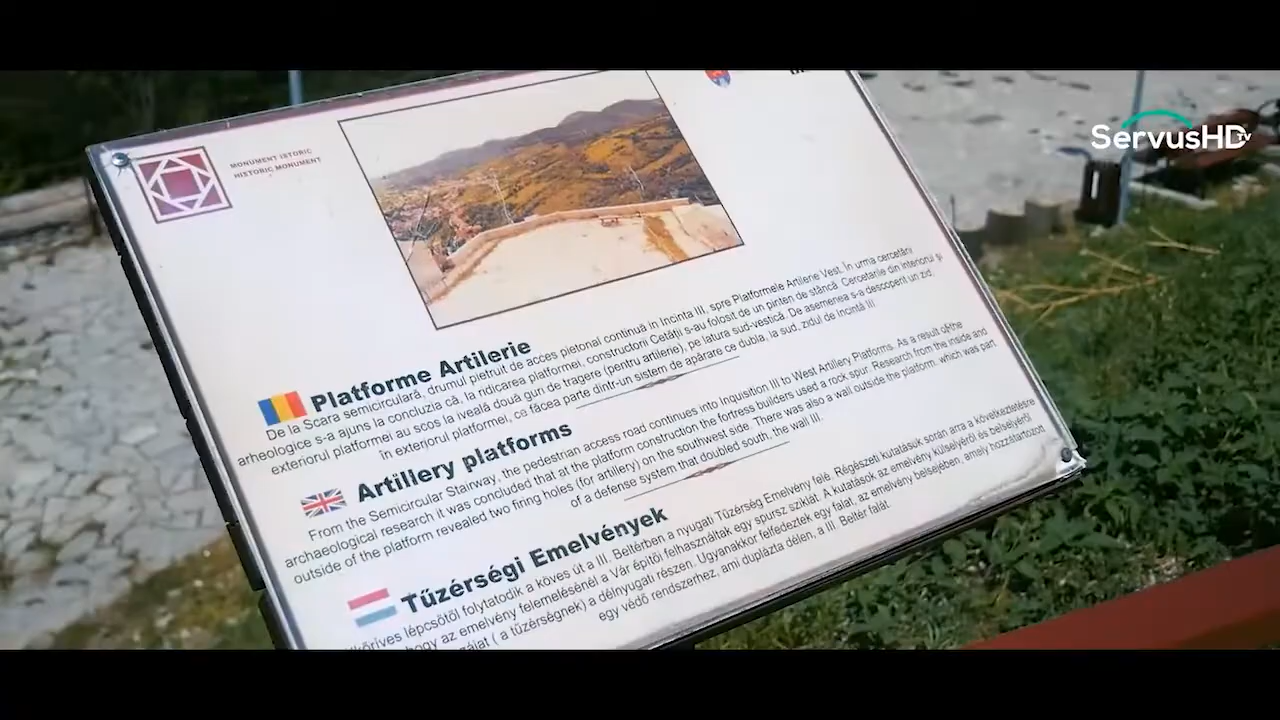 ServusHD TV
MONUMENT ISTORIC
HISTORIC MONUMENT
Platforme Artilerie
De la Scara semicirculară, drumul pietruit de acces pietonal continuă în Incinta III, spre Platformele Artilerie Vest. În urma cercetării
arheologice s-a ajuns la concluzia că, la ridicarea platformei, constructorii Cetății s-au folosit de un pinten de stâncă. Cercetările din interiorul și
exteriorul platformei au scos la iveală două guri de tragere (pentru artilerie), pe latura sud-vestică. De asemenea s-a descoperit un zid
în exteriorul platformei, ce făcea parte dintr-un sistem de apărare ce dubla, la sud, zidul de incintă III
Artillery platforms
From the Semicircular Stairway, the pedestrian access road continues into Inquisition III to West Artillery Platforms. As a result of the
archaeological research it was concluded that at the platform construction the fortress builders used a rock spur. Research from the inside and
outside of the platform revealed two firing holes (for artillery) on the southwest side. There was also a wall outside the platform, which was part
of a defense system that doubled south, the wall III.
Tűzérségi Emelvények
lépcsőtől folytatodik a köves út a III. Beltérben a nyugati Tűzérség Emelvény felé. Régészeti kutatásuk során arra a következtetésre
hogy az emelvény felemelésénél a Vár építői felhasználtak egy spursz sziklát. A kutatások az emelvény külselyéről és belselyéről
( a tűzérségnek) a délnyugati részen. Ugyanakkor felfedeztek egy falat, az emelvény belsejében, amely hozzátartozott
egy védő rendszerhez, ami duplázta délen, a III. Beltér falát.